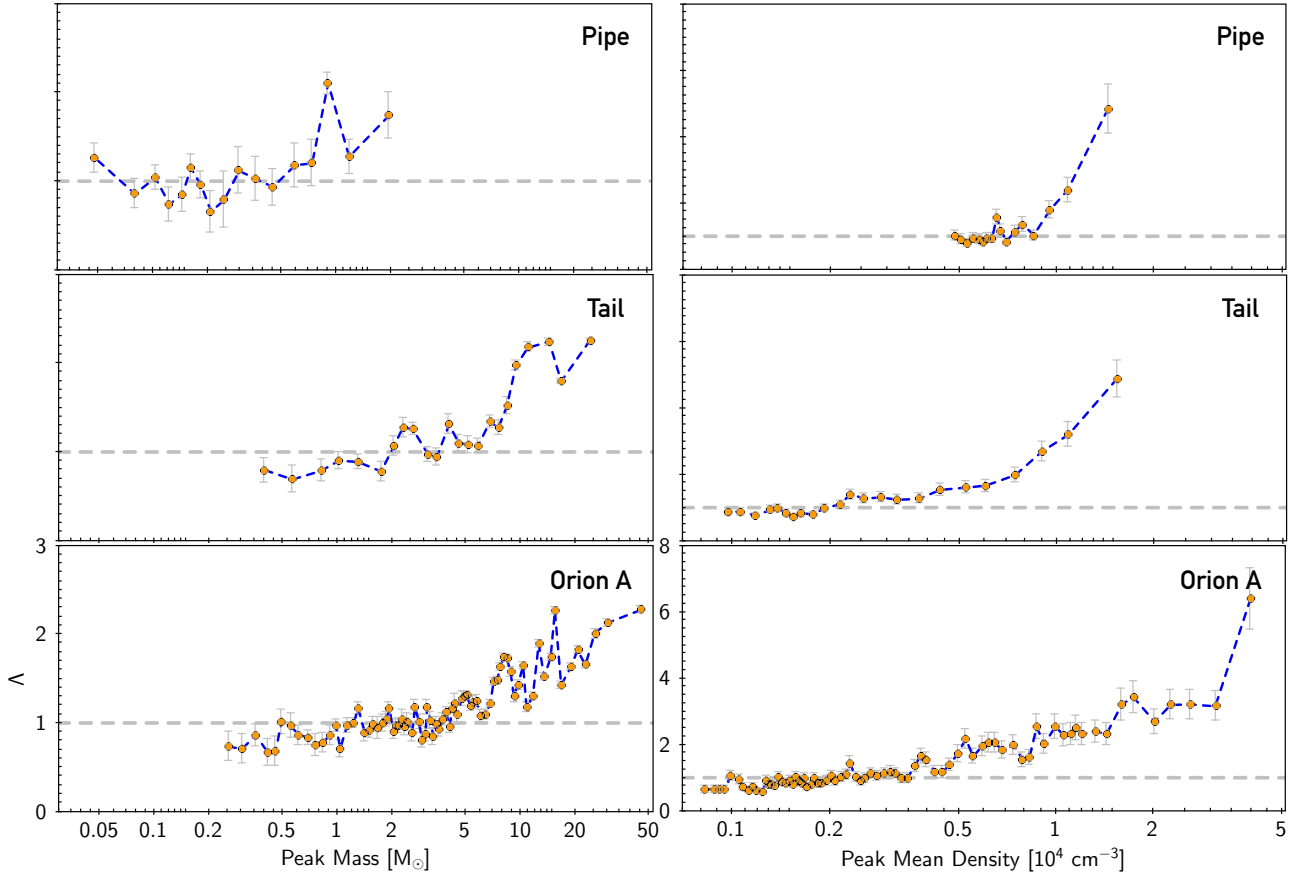 Pipe
Pipe
Tail
Tail
3
2
1
0
Λ
Orion A
8
6
4
2
0
Orion A
0.05 0.1 0.2 0.5 1 2 5 10 20 50
0.1 0.2 0.5 1 2 5
Peak Mass [M☉]
Peak Mean Density [10⁴ cm⁻³]